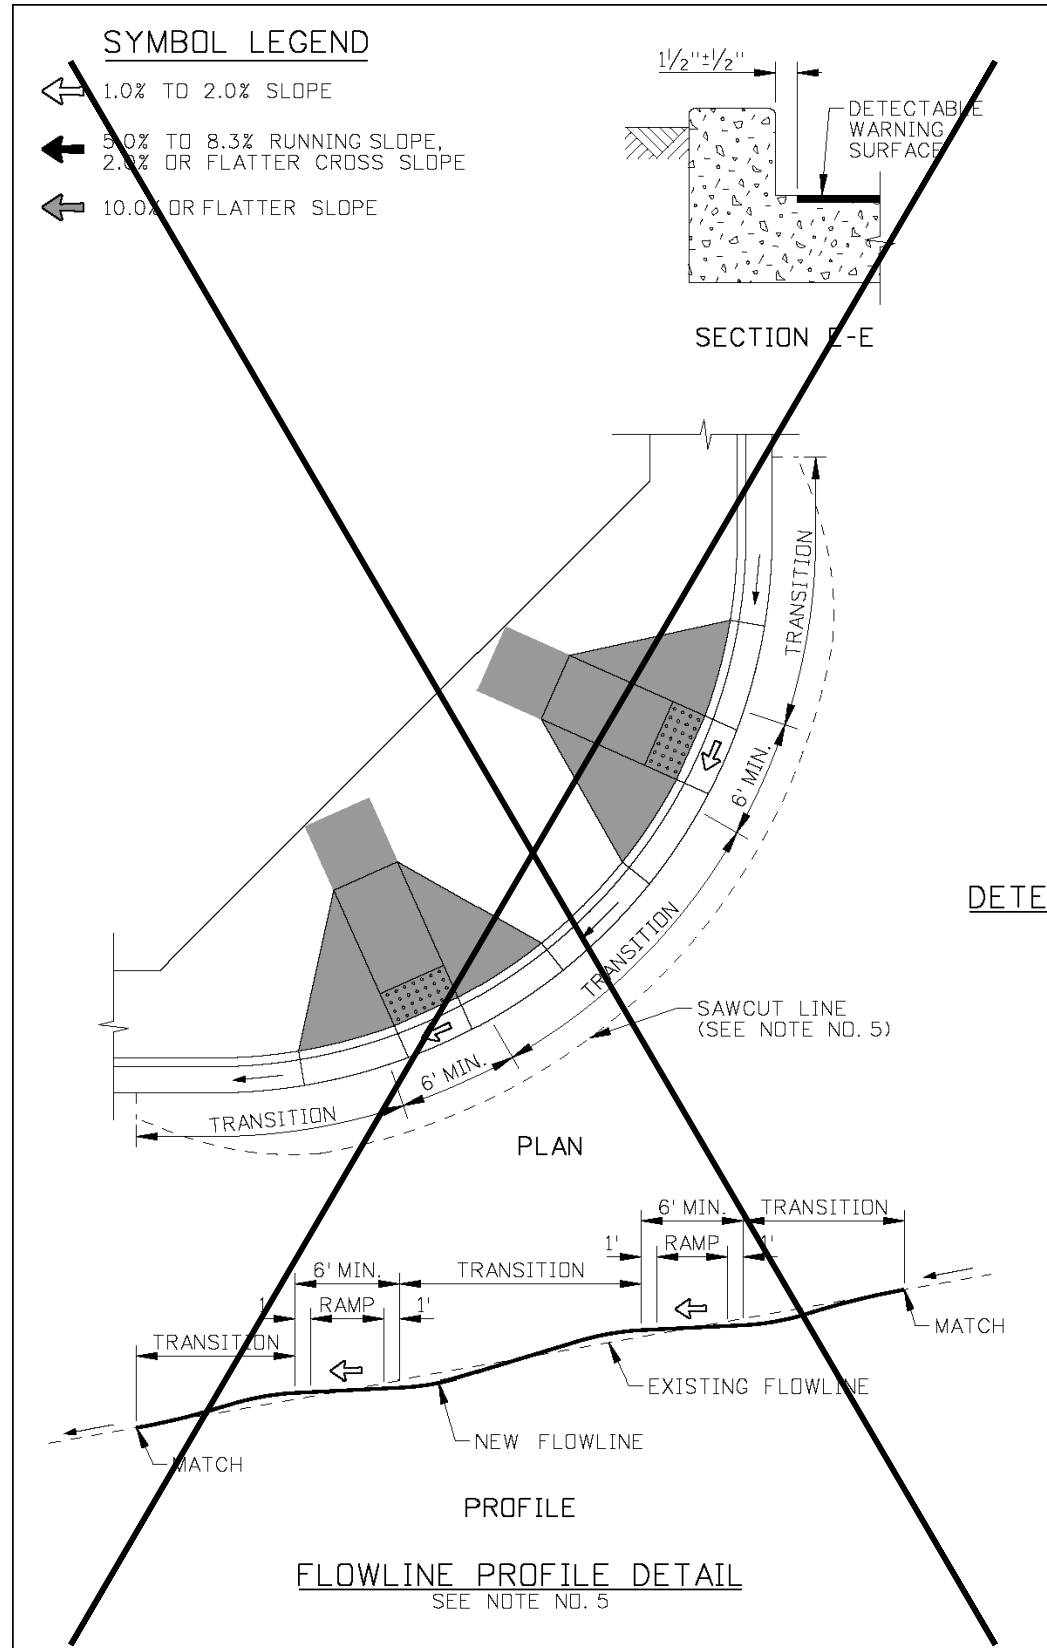 SYMBOL LEGEND
1.0% TO 2.0% SLOPE
5.0% TO 8.3% RUNNING SLOPE,
2.0% OR FLATTER CROSS SLOPE
10.0% OR FLATTER SLOPE
1½"±½"
DETECTABLE
WARNING
SURFACE
SECTION E-E
TRANSITION
6' MIN.
TRANSITION
SAWCUT LINE
(SEE NOTE NO. 5)
6' MIN.
TRANSITION
PLAN
DETE
6' MIN. TRANSITION
1' RAMP 1'
6' MIN. TRANSITION
1' RAMP 1'
TRANSITION
MATCH
EXISTING FLOWLINE
NEW FLOWLINE
MATCH
PROFILE
FLOWLINE PROFILE DETAIL
SEE NOTE NO. 5